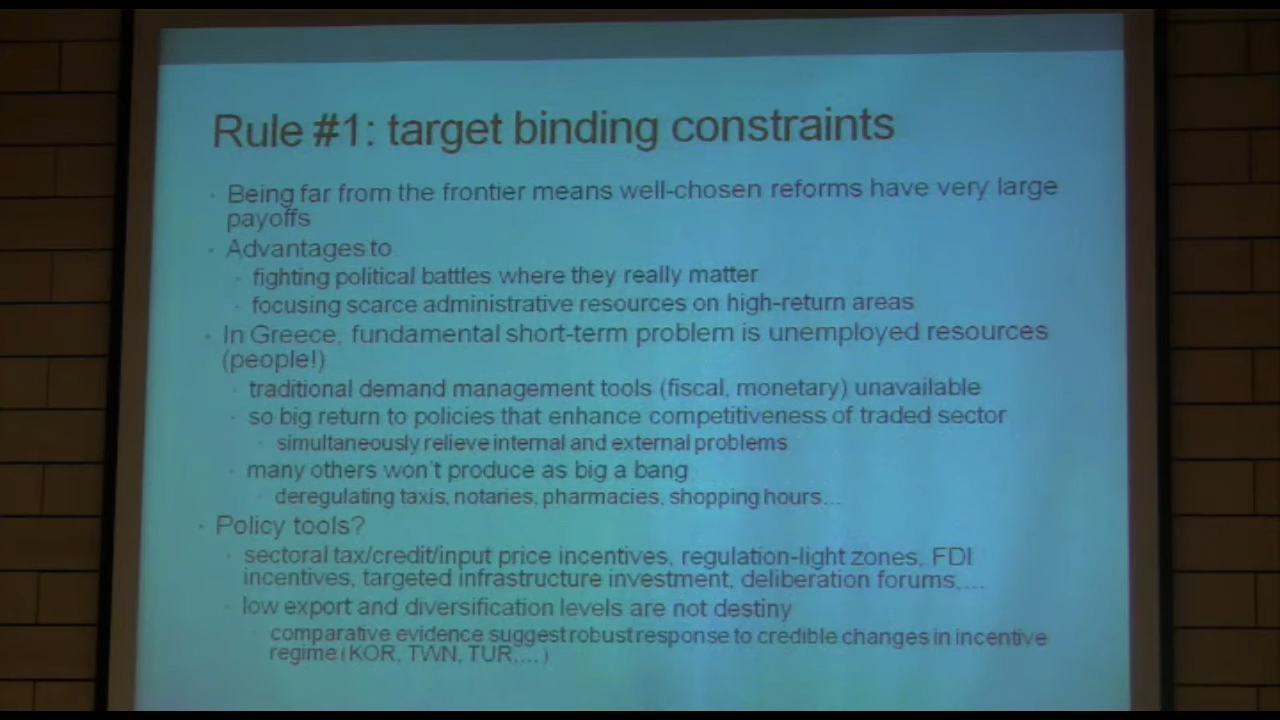 Rule #1: target binding constraints
· Being far from the frontier means well-chosen reforms have very large
payoffs
· Advantages to
· fighting political battles where they really matter
· focusing scarce administrative resources on high-return areas
· In Greece, fundamental short-term problem is unemployed resources
(people!)
· traditional demand management tools (fiscal, monetary) unavailable
· so big return to policies that enhance competitiveness of traded sector
· simultaneously relieve internal and external problems
· many others won't produce as big a bang
· deregulating taxis, notaries, pharmacies, shopping hours…
· Policy tools?
· sectoral tax/credit/input price incentives, regulation-light zones, FDI
incentives, targeted infrastructure investment, deliberation forums,…
· low export and diversification levels are not destiny
· comparative evidence suggest robust response to credible changes in incentive
regime (KOR, TWN, TUR,…)